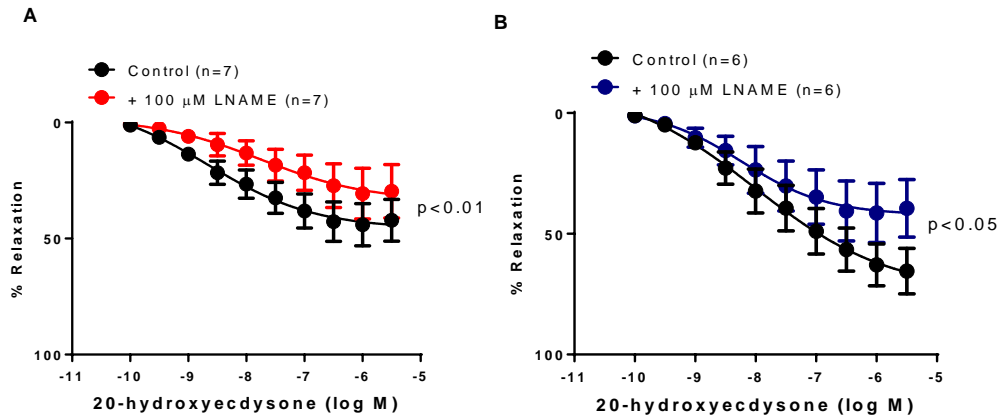 A
Control (n=7)
+ 100 μM LNAME (n=7)
0
50
100
% Relaxation
p<0.01
-11 -10 -9 -8 -7 -6 -5
20-hydroxyecdysone (log M)
B
Control (n=6)
+ 100 μM LNAME (n=6)
0
50
100
% Relaxation
p<0.05
-11 -10 -9 -8 -7 -6 -5
20-hydroxyecdysone (log M)